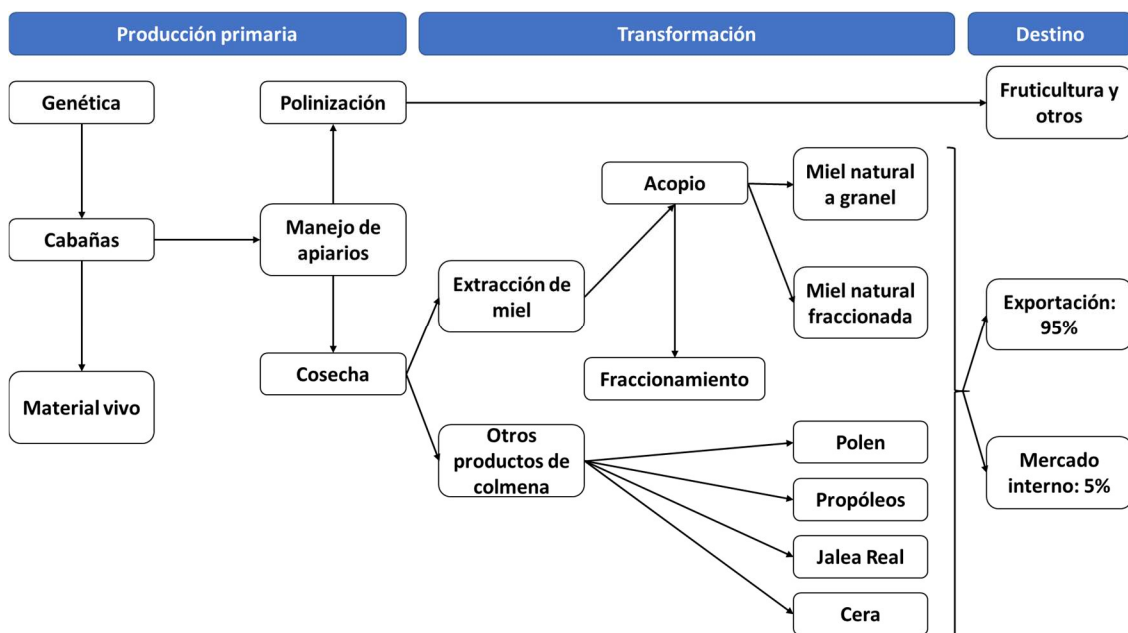 Producción primaria
Transformación
Destino
Genética
Polinización
Fruticultura y
otros
Cabañas
Manejo de
apiarios
Acopio
Miel natural
a granel
Extracción de
miel
Miel natural
fraccionada
Exportación:
95%
Material vivo
Cosecha
Fraccionamiento
Otros
productos de
colmena
Polen
Propóleos
Jalea Real
Cera
Mercado
interno: 5%